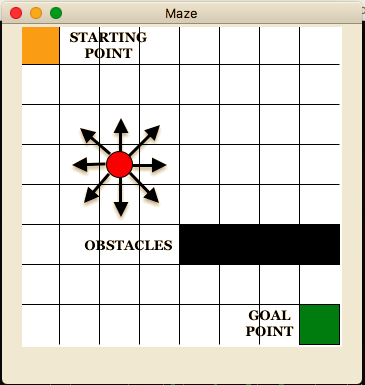 Maze
STARTING
POINT
OBSTACLES
GOAL
POINT